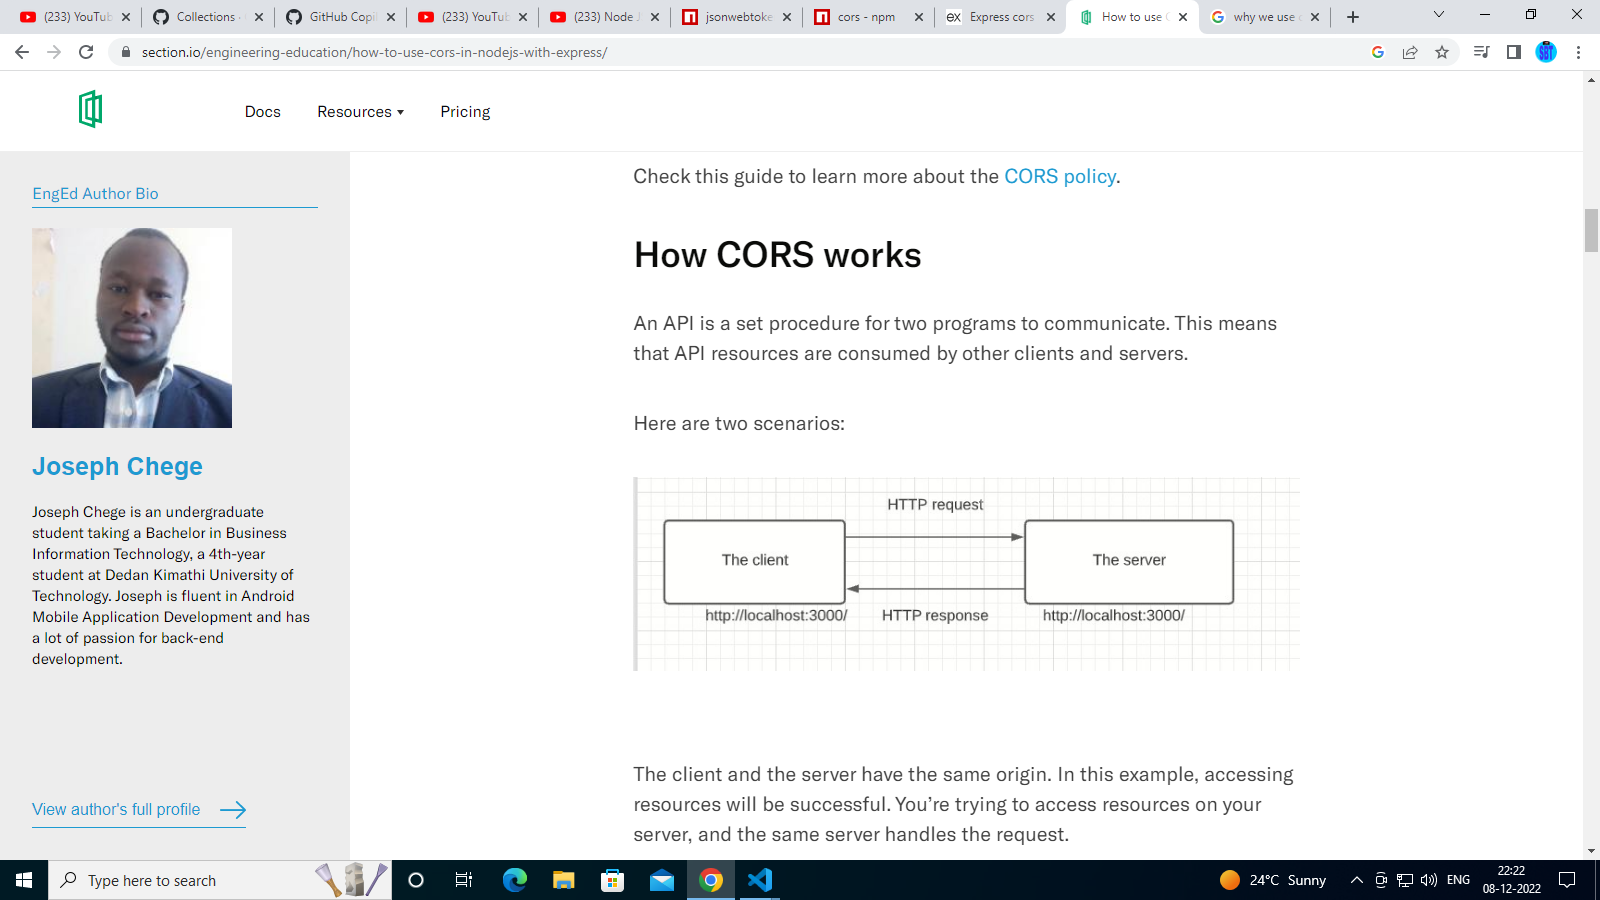 (233) YouTub
Collections ·
GitHub Copi
(233) YouTub
(233) Node J
jsonwebtoke
cors - npm
ex
Express cors
How to use C
why we use c
section.io/engineering-education/how-to-use-cors-in-nodejs-with-express/
SBT
Docs
Resources
Pricing
EngEd Author Bio
Joseph Chege
Joseph Chege is an undergraduate
student taking a Bachelor in Business
Information Technology, a 4th-year
student at Dedan Kimathi University of
Technology. Joseph is fluent in Android
Mobile Application Development and has
a lot of passion for back-end
development.
View author's full profile
Check this guide to learn more about the CORS policy.
How CORS works
An API is a set procedure for two programs to communicate. This means
that API resources are consumed by other clients and servers.
Here are two scenarios:
HTTP request
The client
The server
http://localhost:3000/
HTTP response
http://localhost:3000/
The client and the server have the same origin. In this example, accessing
resources will be successful. You’re trying to access resources on your
server, and the same server handles the request.
Type here to search
24°C Sunny
ENG
22:22
08-12-2022